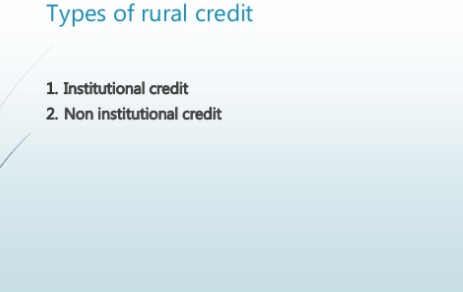 Types of rural credit
1. Institutional credit
2. Non institutional credit